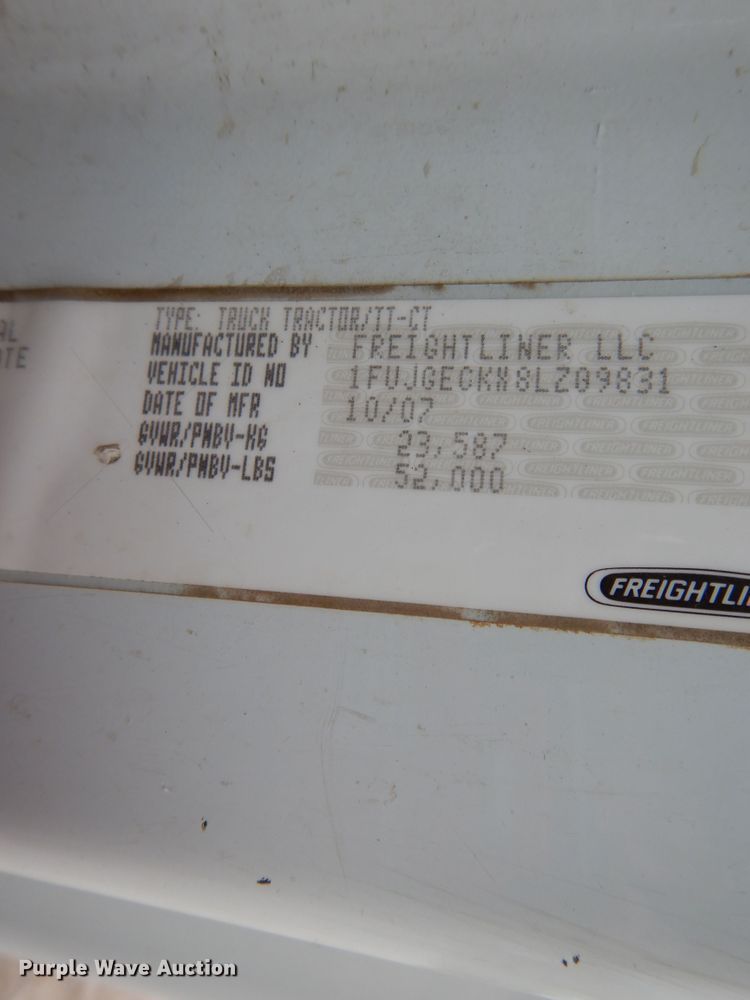 TYPE: TRUCK TRACTOR/TT-CT
MANUFACTURED BY FREIGHTLINER LLC
VEHICLE ID NO 1FUJGECKX8LZ09831
DATE OF MFR 10/07
GVWR/PNBV-KG 23,587
GVWR/PNBV-LBS 52,000
FREIGHTLI
Purple Wave Auction